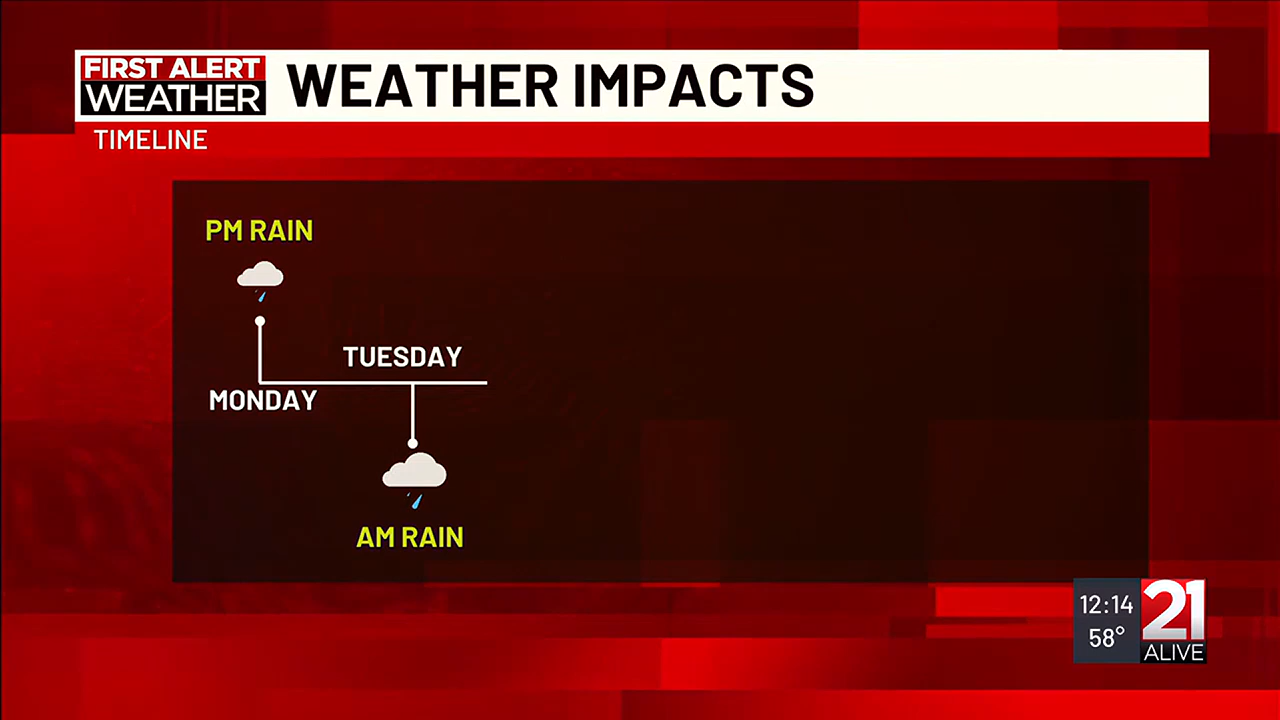 FIRST ALERT
WEATHER
WEATHER IMPACTS
TIMELINE
PM RAIN
TUESDAY
MONDAY
AM RAIN
12:14
58°
21
ALIVE